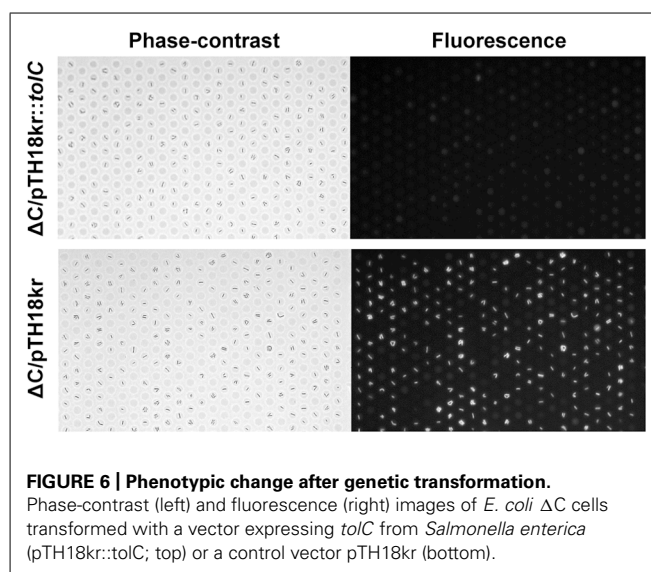 Phase-contrast
Fluorescence
ΔC/pTH18kr::tolC
ΔC/pTH18kr
FIGURE 6 | Phenotypic change after genetic transformation.
Phase-contrast (left) and fluorescence (right) images of E. coli ΔC cells
transformed with a vector expressing tolC from Salmonella enterica
(pTH18kr::tolC; top) or a control vector pTH18kr (bottom).